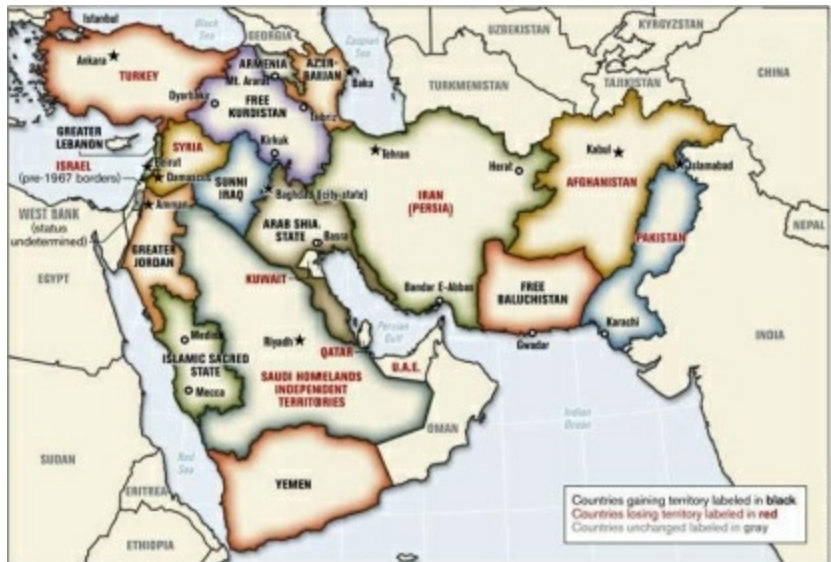 Istanbul
Black
Sea
GEORGIA
Caspian
Sea
UZBEKISTAN
KYRGYZSTAN
Ankara
TURKEY
ARMENIA
Mt. Ararat
AZER-
BAIJAN
Baku
TURKMENISTAN
TAJIKISTAN
CHINA
Diyarbakir
FREE
KURDISTAN
Tabriz
GREATER
LEBANON
SYRIA
Kirkuk
Tehran
Herat
Kabul
Islamabad
ISRAEL
(pre-1967 borders)
Beirut
Damascus
SUNNI
IRAQ
Baghdad (city-state)
IRAN
(PERSIA)
AFGHANISTAN
WEST BANK
(status
undetermined)
Amman
ARAB SHIA
STATE
Basra
PAKISTAN
NEPAL
GREATER
JORDAN
EGYPT
KUWAIT
Bandar E-Abbas
FREE
BALUCHISTAN
Karachi
INDIA
Medina
ISLAMIC SACRED
STATE
Mecca
Riyadh
Persian
Gulf
Gwadar
QATAR
U.A.E.
SAUDI HOMELANDS
INDEPENDENT
TERRITORIES
OMAN
Indian
Ocean
SUDAN
Red
Sea
ERITREA
YEMEN
ETHIOPIA
Countries gaining territory labeled in black
Countries losing territory labeled in red
Countries unchanged labeled in gray